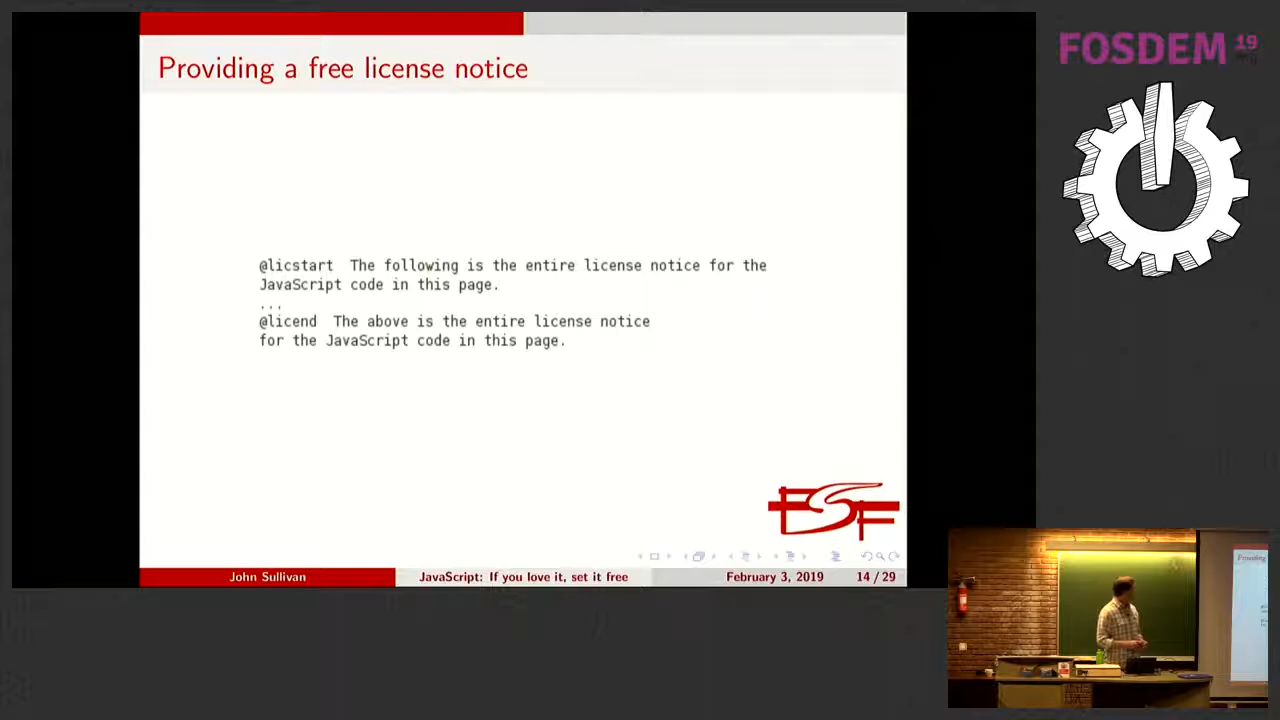 Providing a free license notice
@licstart  The following is the entire license notice for the
JavaScript code in this page.
...
@licend  The above is the entire license notice
for the JavaScript code in this page.
FSF
John Sullivan
JavaScript: If you love it, set it free
February 3, 2019
14 / 29
FOSDEM 19
Providing